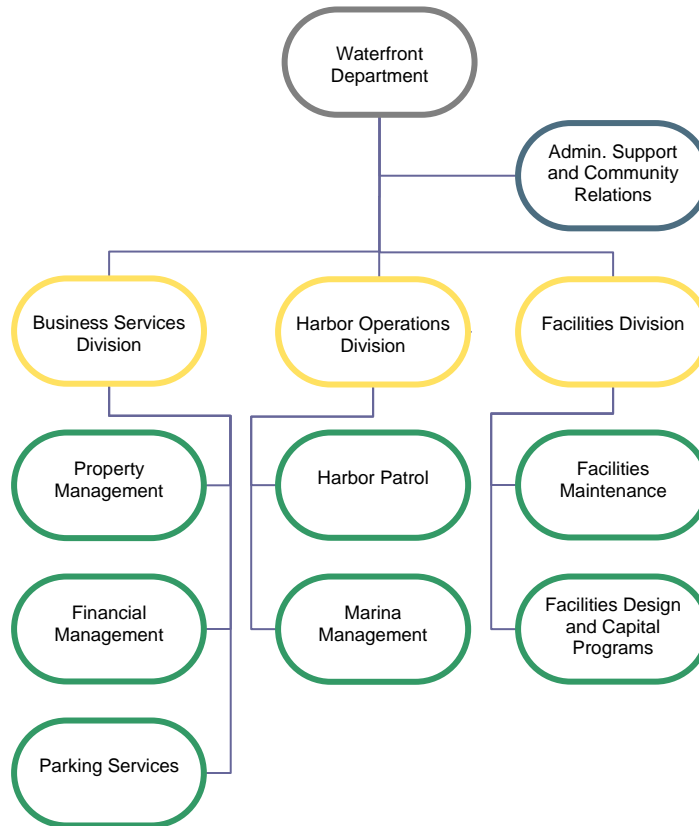 Waterfront
Department
Admin. Support
and Community
Relations
Business Services
Division
Harbor Operations
Division
Facilities Division
Property
Management
Harbor Patrol
Facilities
Maintenance
Financial
Management
Marina
Management
Facilities Design
and Capital
Programs
Parking Services